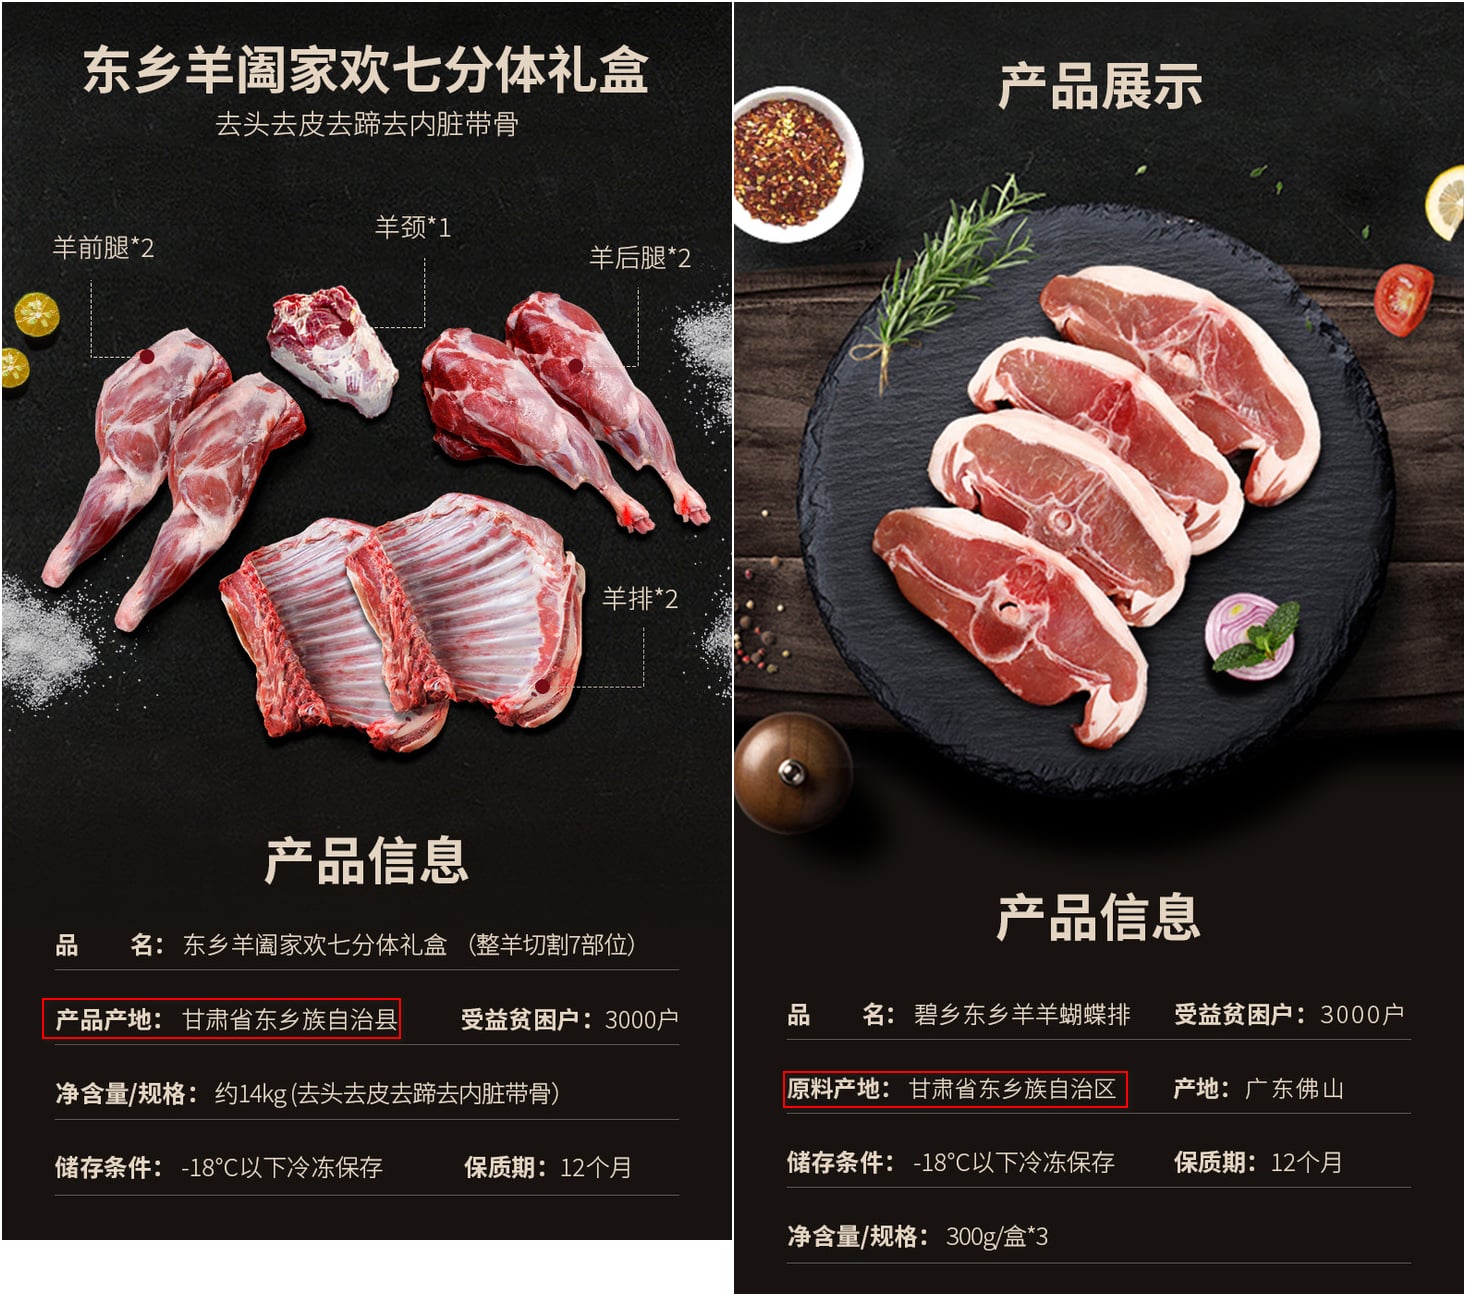 东乡羊阖家欢七分体礼盒
去头去皮去蹄去内脏带骨
羊前腿*2
羊颈*1
羊后腿*2
羊排*2
产品信息
品 名： 东乡羊阖家欢七分体礼盒 （整羊切割7部位）
产品产地： 甘肃省东乡族自治县 受益贫困户：3000户
净含量/规格： 约14kg (去头去皮去蹄去内脏带骨）
储存条件： -18°C以下冷冻保存 保质期：12个月
产品展示
产品信息
品 名： 碧乡东乡羊羊蝴蝶排 受益贫困户：3000户
原料产地： 甘肃省东乡族自治区 产地：广东佛山
储存条件： -18°C以下冷冻保存 保质期：12个月
净含量/规格： 300g/盒*3